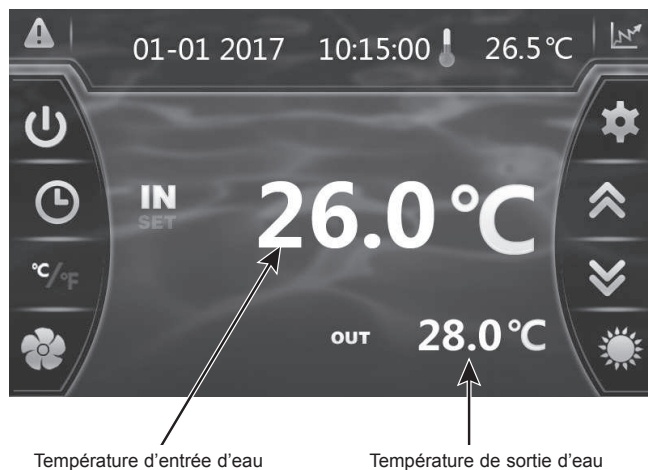 01-01 2017 10:15:00 26.5°C
IN 26.0°C
SET
°C/°F
OUT 28.0°C
Température d'entrée d'eau Température de sortie d'eau